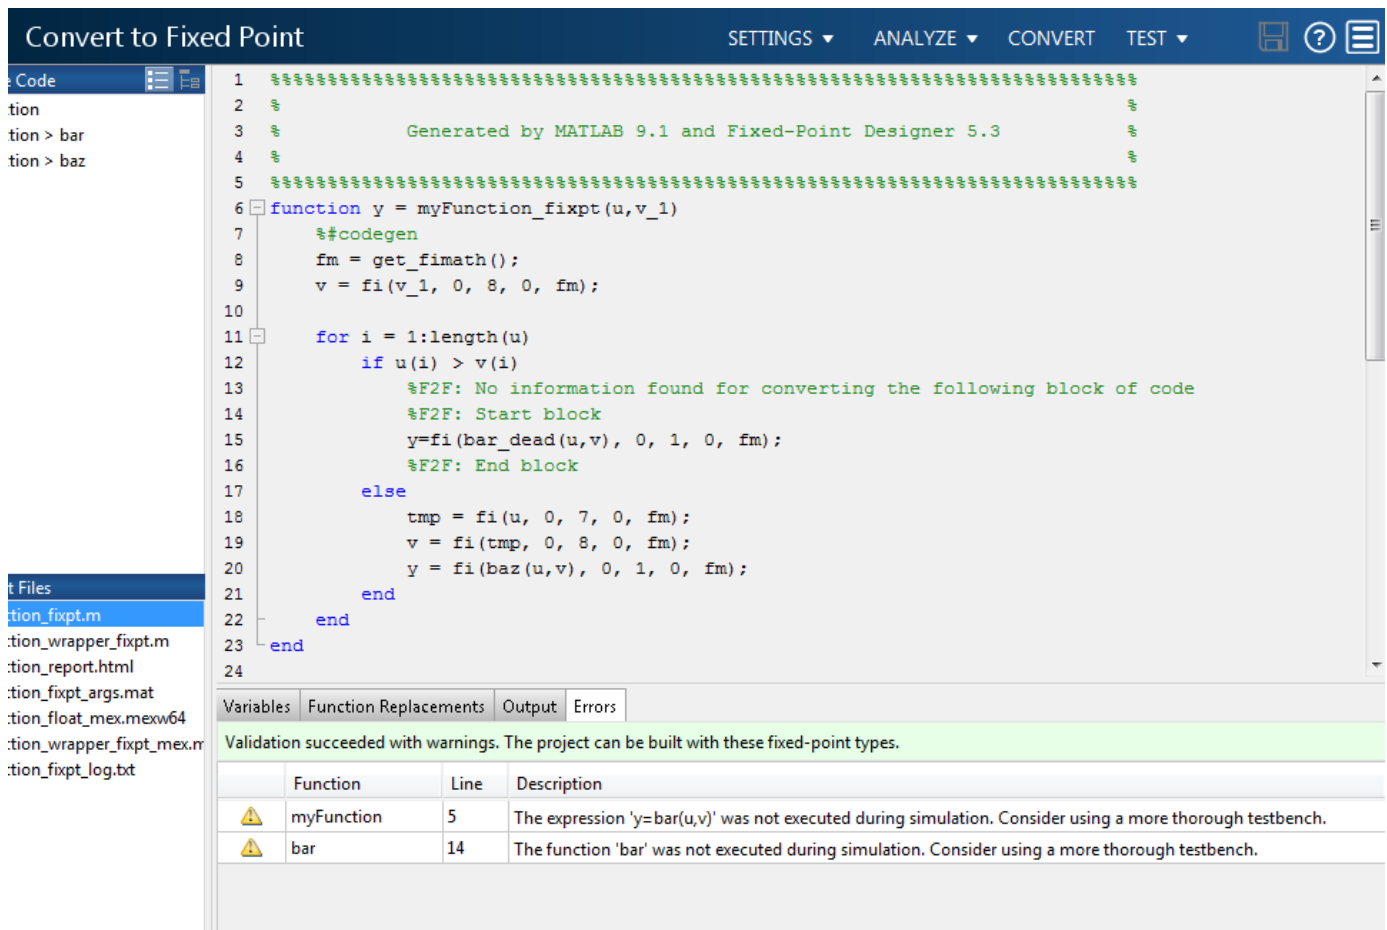 Convert to Fixed Point
SETTINGS ANALYZE CONVERT TEST
Code
tion
tion > bar
tion > baz
1 %%%%%%%%%%%%%%%%%%%%%%%%%%%%%%%%%%%%%%%%%%%%%%%%%%%%%%%%%%%%%%%%%%%%%%%%%%%%
2 % %
3 % Generated by MATLAB 9.1 and Fixed-Point Designer 5.3 %
4 % %
5 %%%%%%%%%%%%%%%%%%%%%%%%%%%%%%%%%%%%%%%%%%%%%%%%%%%%%%%%%%%%%%%%%%%%%%%%%%%%
6 function y = myFunction_fixpt(u,v_1)
7 %#codegen
8 fm = get_fimath();
9 v = fi(v_1, 0, 8, 0, fm);
10
11 for i = 1:length(u)
12 if u(i) > v(i)
13 %F2F: No information found for converting the following block of code
14 %F2F: Start block
15 y=fi(bar_dead(u,v), 0, 1, 0, fm);
16 %F2F: End block
17 else
18 tmp = fi(u, 0, 7, 0, fm);
19 v = fi(tmp, 0, 8, 0, fm);
20 y = fi(baz(u,v), 0, 1, 0, fm);
21 end
22 end
23 end
24
t Files
tion_fixpt.m
tion_wrapper_fixpt.m
tion_report.html
tion_fixpt_args.mat
tion_float_mex.mexw64
tion_wrapper_fixpt_mex.m
tion_fixpt_log.txt
Variables Function Replacements Output Errors
Validation succeeded with warnings. The project can be built with these fixed-point types.
Function Line Description
myFunction 5 The expression 'y=bar(u,v)' was not executed during simulation. Consider using a more thorough testbench.
bar 14 The function 'bar' was not executed during simulation. Consider using a more thorough testbench.